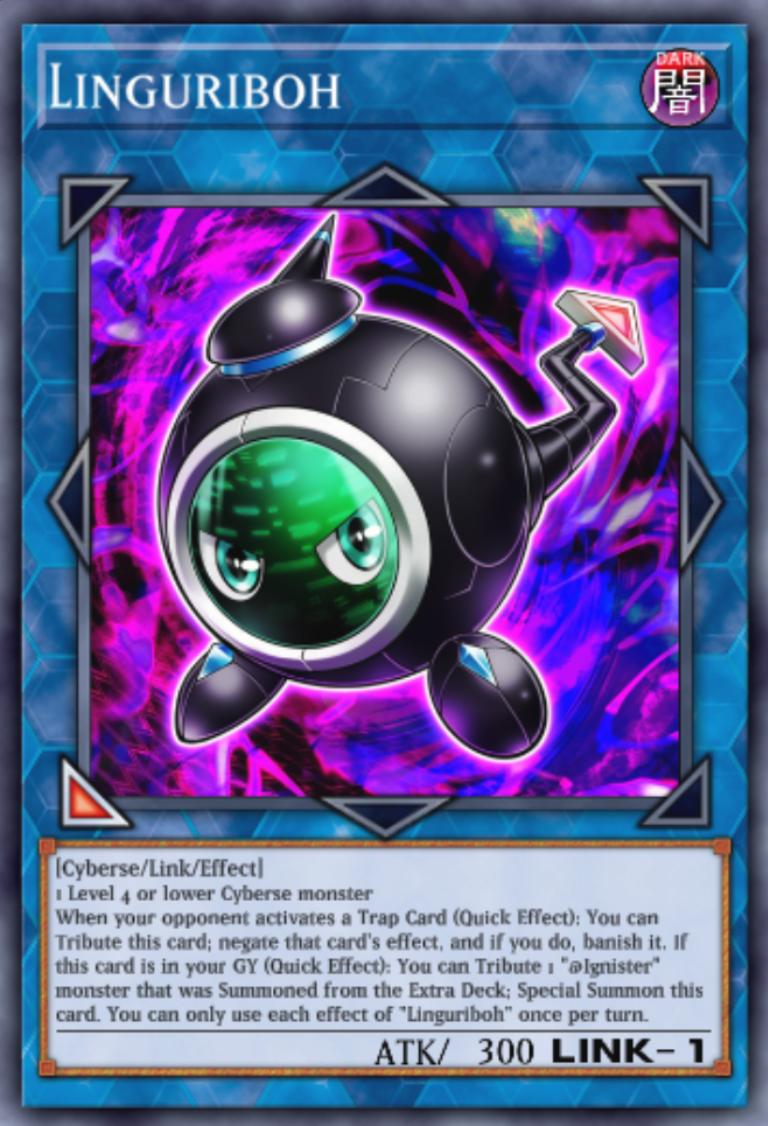 LINGURIBOH
DARK
闇
[Cyberse/Link/Effect]
1 Level 4 or lower Cyberse monster
When your opponent activates a Trap Card (Quick Effect): You can
Tribute this card; negate that card's effect, and if you do, banish it. If
this card is in your GY (Quick Effect): You can Tribute 1 "@Ignister"
monster that was Summoned from the Extra Deck; Special Summon this
card. You can only use each effect of "Linguriboh" once per turn.
ATK/ 300 LINK-1